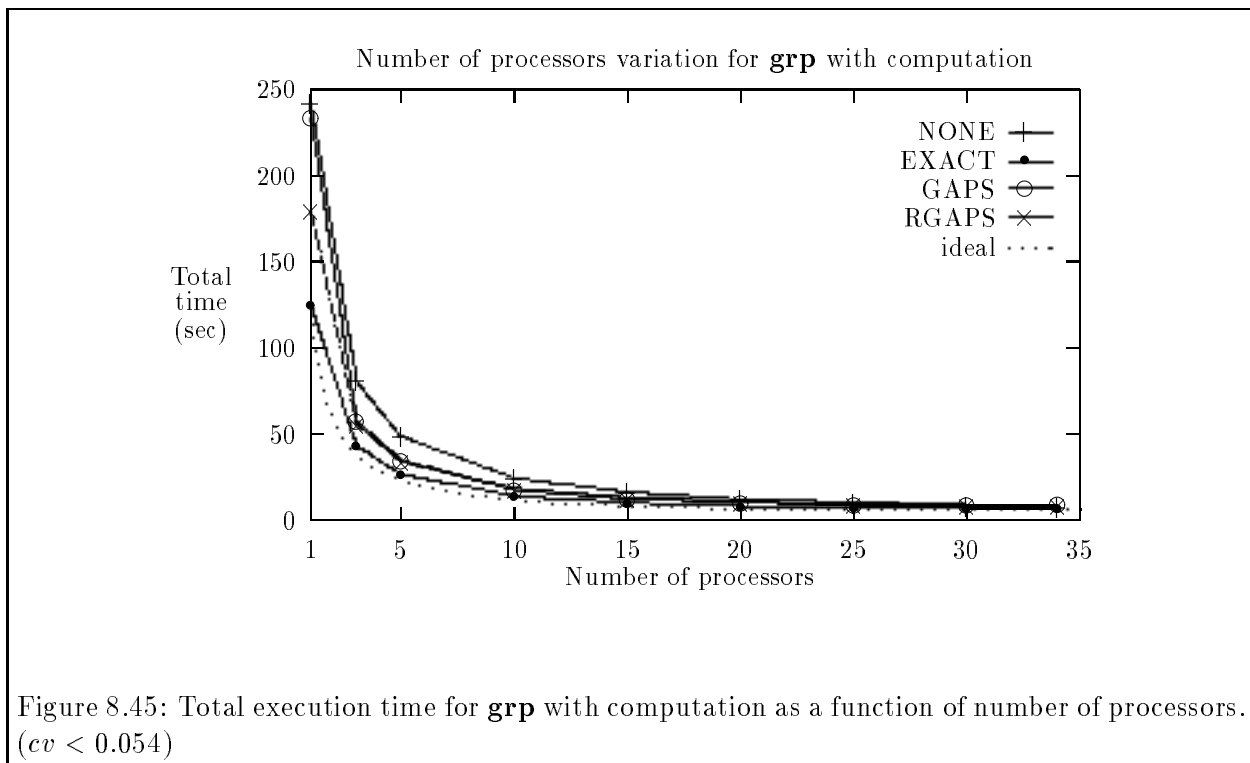 Number of processors variation for grp with computation
250
200
150
100
50
0
Total
time
(sec)
NONE
EXACT
GAPS
RGAPS
ideal
1 5 10 15 20 25 30 35
Number of processors
Figure 8.45: Total execution time for grp with computation as a function of number of processors.
(cv < 0.054)